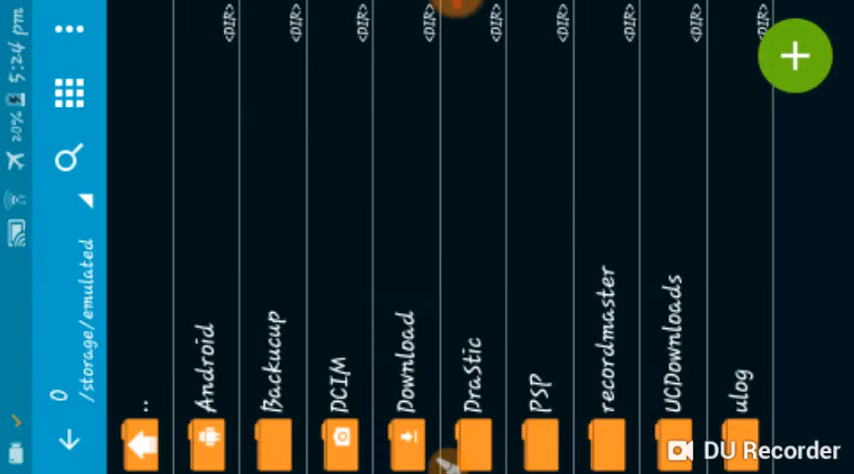 20% 5:24 pm
0
/storage/emulated
..
Android
<DIR>
Backucup
<DIR>
DCIM
<DIR>
Download
<DIR>
DraStic
<DIR>
PSP
<DIR>
recordmaster
<DIR>
UCDownloads
<DIR>
ulog
<DIR>
DU Recorder